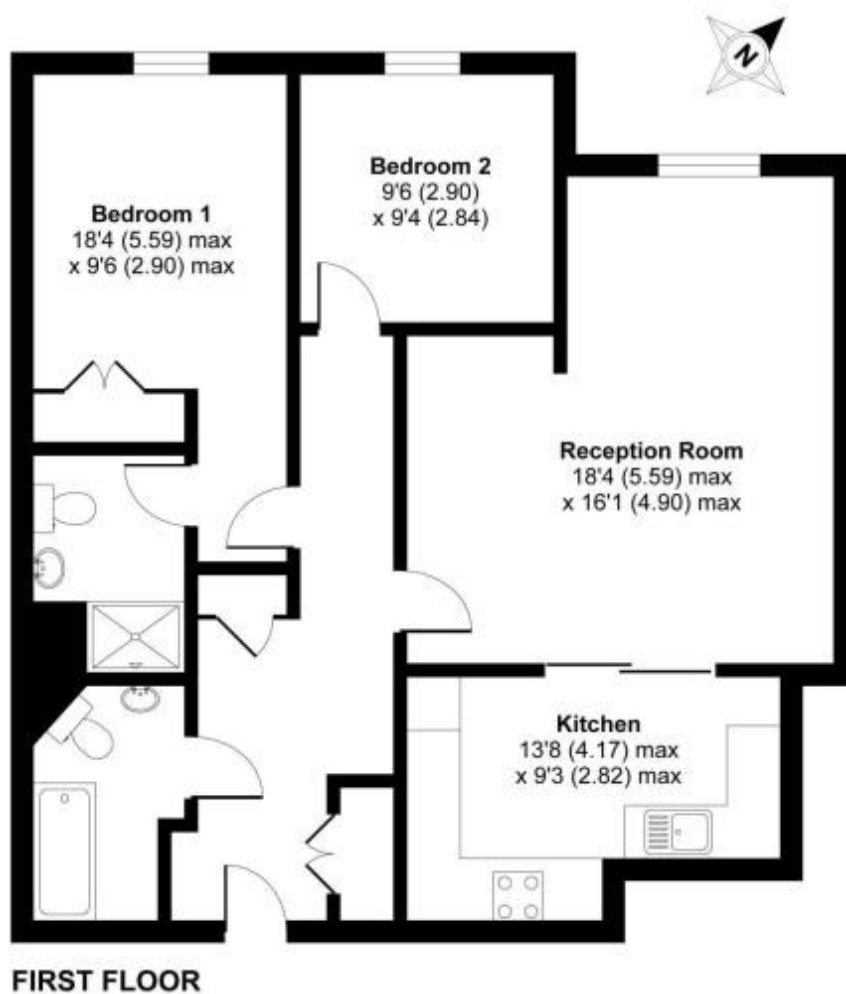 N
Bedroom 2
9'6 (2.90)
x 9'4 (2.84)
Bedroom 1
18'4 (5.59) max
x 9'6 (2.90) max
Reception Room
18'4 (5.59) max
x 16'1 (4.90) max
Kitchen
13'8 (4.17) max
x 9'3 (2.82) max
FIRST FLOOR